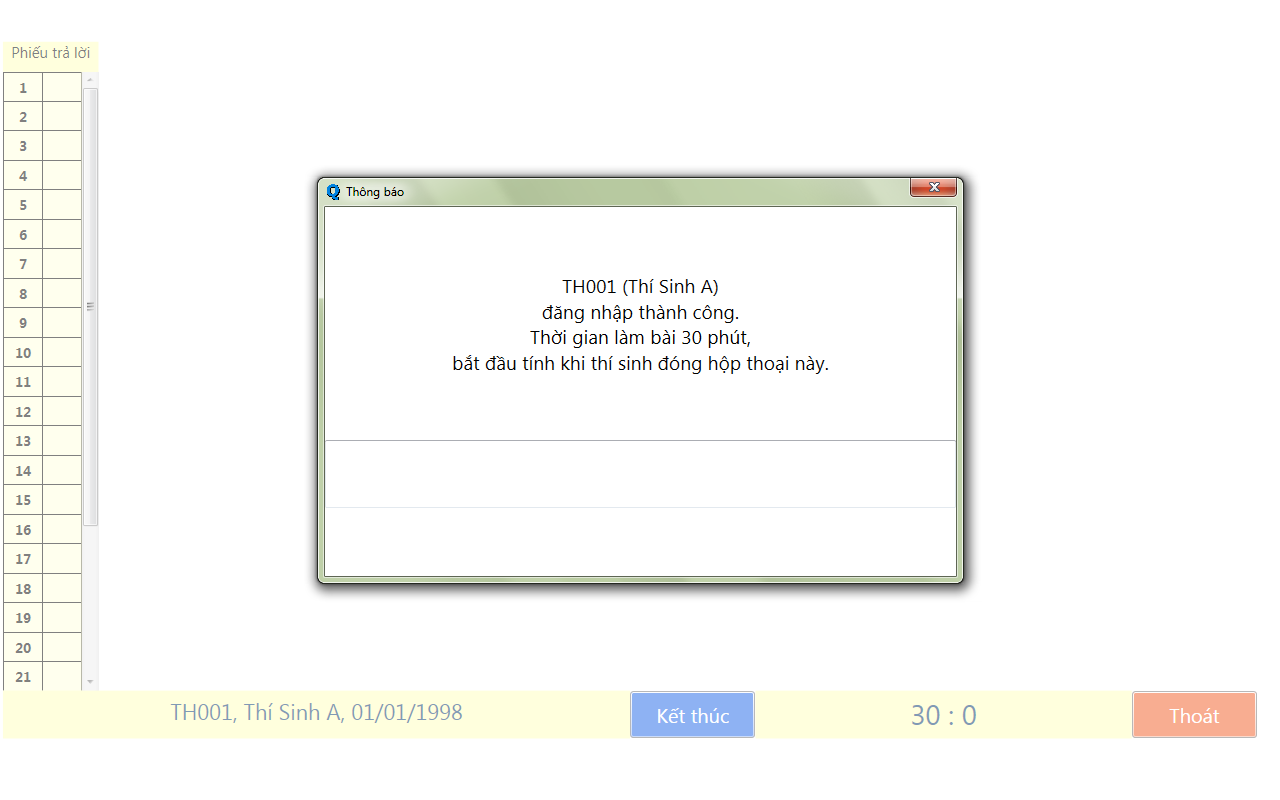 Phiếu trả lời
1
2
3
4
5
6
7
8
9
10
11
12
13
14
15
16
17
18
19
20
21
Thông báo
TH001 (Thí Sinh A)
đăng nhập thành công.
Thời gian làm bài 30 phút,
bắt đầu tính khi thí sinh đóng hộp thoại này.
TH001, Thí Sinh A, 01/01/1998
Kết thúc
30 : 0
Thoát